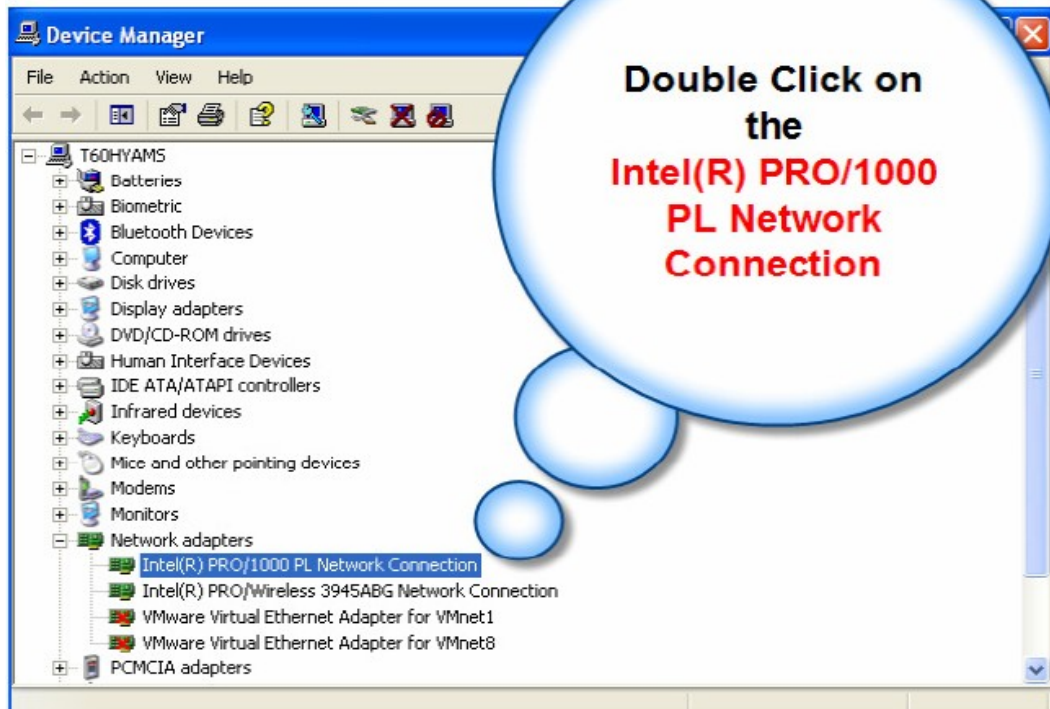 Device Manager
File Action View Help
Double Click on
the
Intel(R) PRO/1000
PL Network
Connection
T60HYAMS
Batteries
Biometric
Bluetooth Devices
Computer
Disk drives
Display adapters
DVD/CD-ROM drives
Human Interface Devices
IDE ATA/ATAPI controllers
Infrared devices
Keyboards
Mice and other pointing devices
Modems
Monitors
Network adapters
Intel(R) PRO/1000 PL Network Connection
Intel(R) PRO/Wireless 3945ABG Network Connection
VMware Virtual Ethernet Adapter for VMnet1
VMware Virtual Ethernet Adapter for VMnet8
PCMCIA adapters